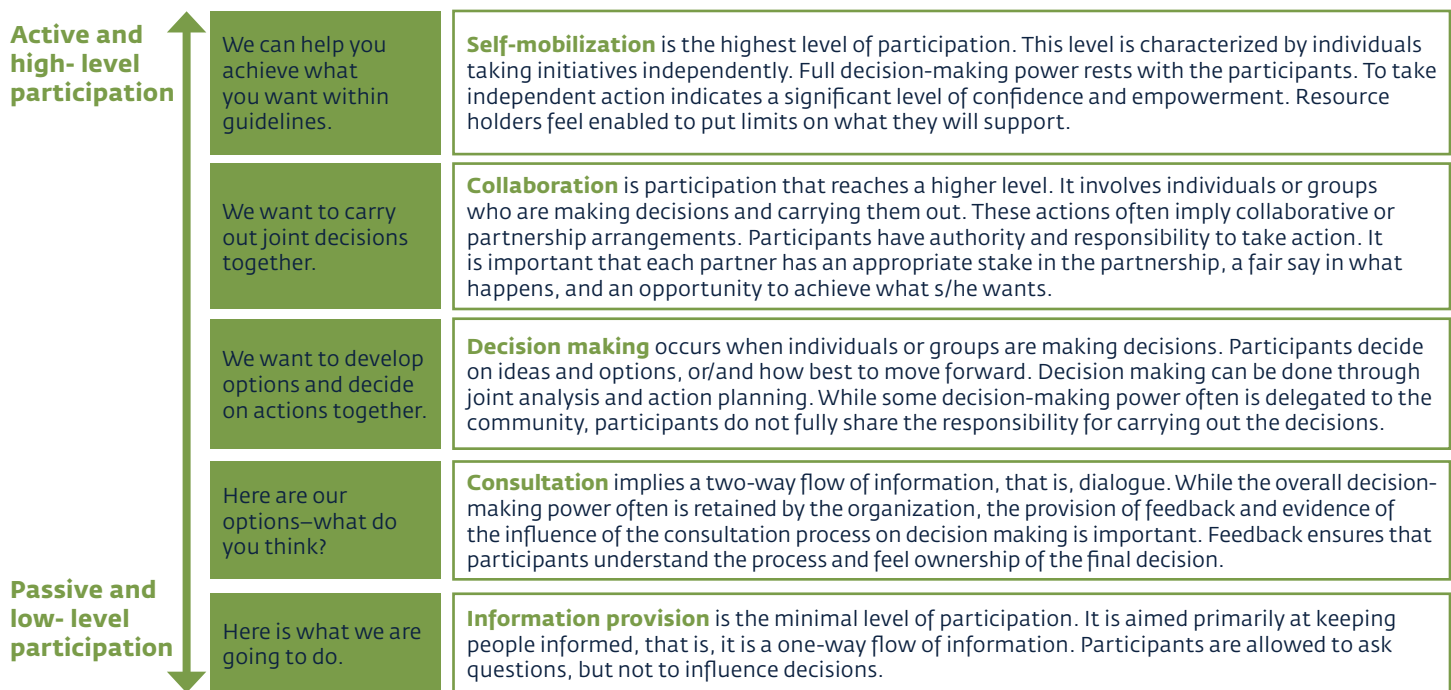 Active and
high- level
participation
We can help you
achieve what
you want within
guidelines.
Self-mobilization is the highest level of participation. This level is characterized by individuals
taking initiatives independently. Full decision-making power rests with the participants. To take
independent action indicates a significant level of confidence and empowerment. Resource
holders feel enabled to put limits on what they will support.
We want to carry
out joint decisions
together.
Collaboration is participation that reaches a higher level. It involves individuals or groups
who are making decisions and carrying them out. These actions often imply collaborative or
partnership arrangements. Participants have authority and responsibility to take action. It
is important that each partner has an appropriate stake in the partnership, a fair say in what
happens, and an opportunity to achieve what s/he wants.
We want to develop
options and decide
on actions together.
Decision making occurs when individuals or groups are making decisions. Participants decide
on ideas and options, or/and how best to move forward. Decision making can be done through
joint analysis and action planning. While some decision-making power often is delegated to the
community, participants do not fully share the responsibility for carrying out the decisions.
Here are our
options–what do
you think?
Consultation implies a two-way flow of information, that is, dialogue. While the overall decision-
making power often is retained by the organization, the provision of feedback and evidence of
the influence of the consultation process on decision making is important. Feedback ensures that
participants understand the process and feel ownership of the final decision.
Passive and
low- level
participation
Here is what we are
going to do.
Information provision is the minimal level of participation. It is aimed primarily at keeping
people informed, that is, it is a one-way flow of information. Participants are allowed to ask
questions, but not to influence decisions.